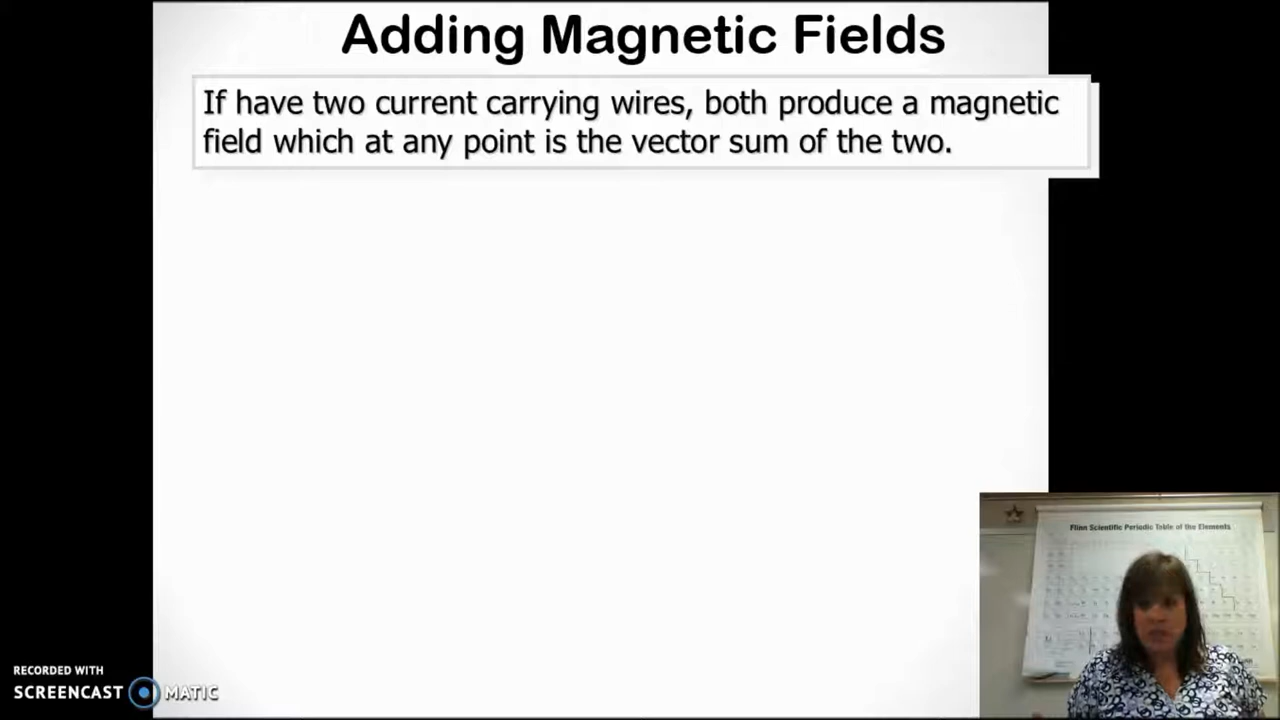 Adding Magnetic Fields
If have two current carrying wires, both produce a magnetic
field which at any point is the vector sum of the two.
Flinn Scientific Periodic Table of the Elements
RECORDED WITH
SCREENCAST MATIC